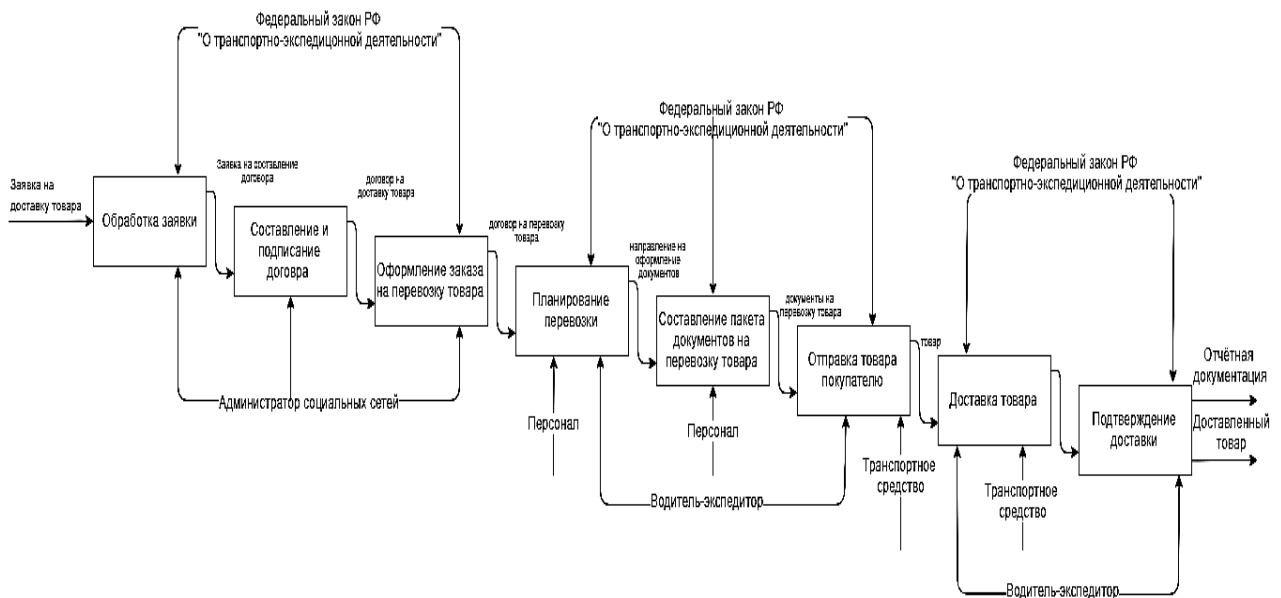 Федеральный закон РФ
"О транспортно-экспедицонной деятельности"
Заявка на
доставку товара
Обработка заявки
Заявка на составление
договора
Составление и
подписание
договра
договор на
доставку товара
Оформление заказа
на перевозку товара
договор на перевозку
товара
Администратор социальных сетей
Федеральный закон РФ
"О транспортно-экспедиционной деятельности"
Планирование
перевозки
направление на
оформление
документов
Составление пакета
документов на
перевозку товара
документы на
перевозку товара
Отправка товара
покупателю
товар
Персонал
Персонал
Водитель-экспедитор
Транспортное
средство
Федеральный закон РФ
"О транспортно-экспедиционной деятельности"
Доставка товара
Подтверждение
доставки
Отчётная
документация
Доставленный
товар
Транспортное
средство
Водитель-экспедитор